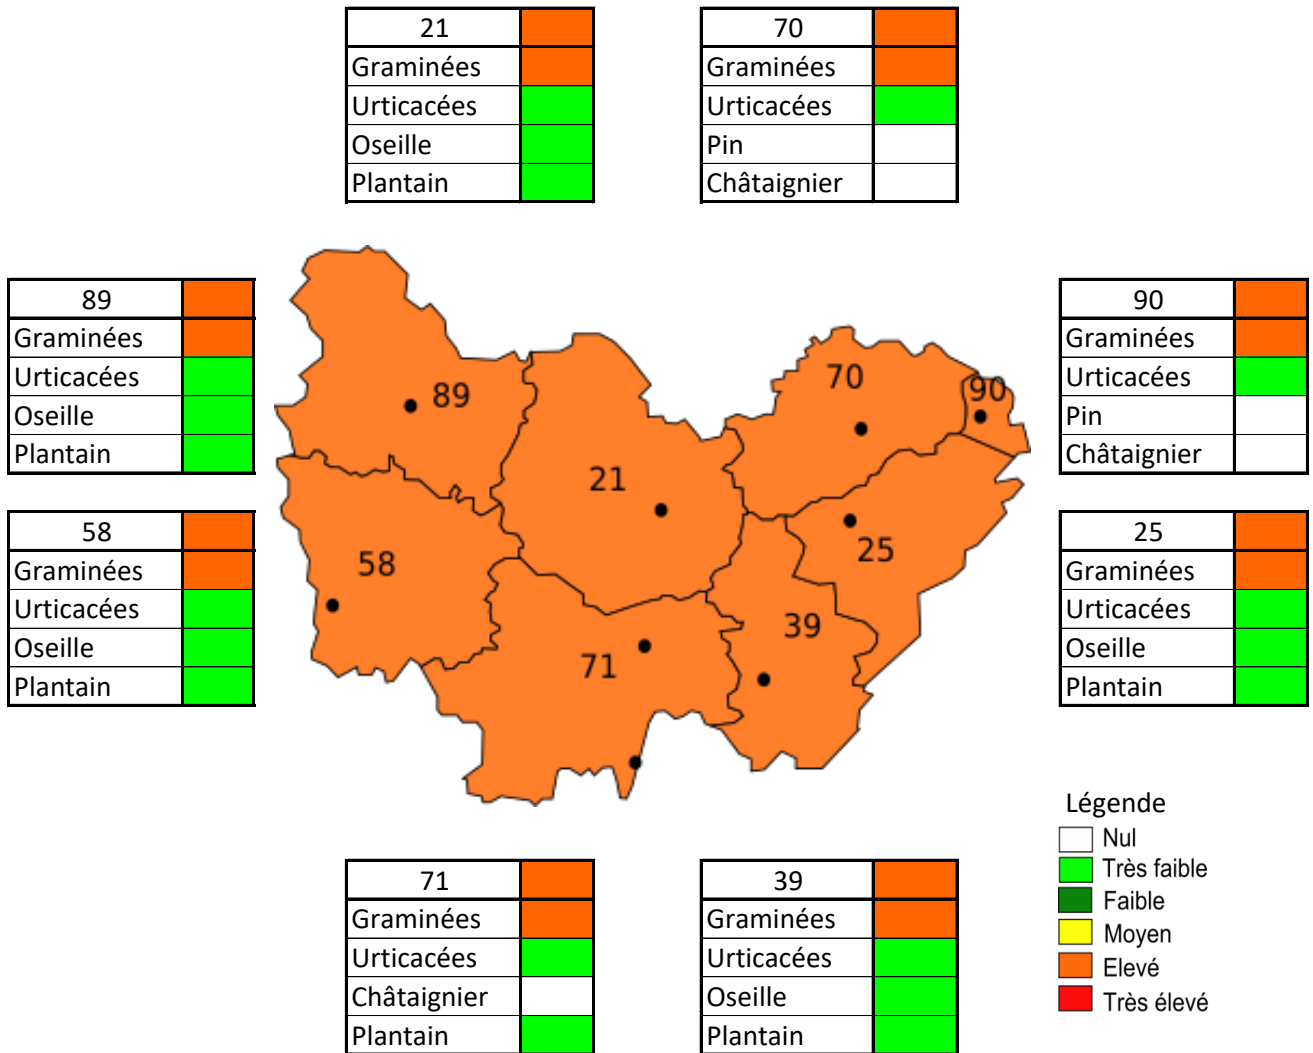 21
Graminées
Urticacées
Oseille
Plantain
70
Graminées
Urticacées
Pin
Châtaignier
89
Graminées
Urticacées
Oseille
Plantain
58
Graminées
Urticacées
Oseille
Plantain
89
70
90
21
25
58
39
71
90
Graminées
Urticacées
Pin
Châtaignier
25
Graminées
Urticacées
Oseille
Plantain
71
Graminées
Urticacées
Châtaignier
Plantain
39
Graminées
Urticacées
Oseille
Plantain
Légende
Nul
Très faible
Faible
Moyen
Elevé
Très élevé